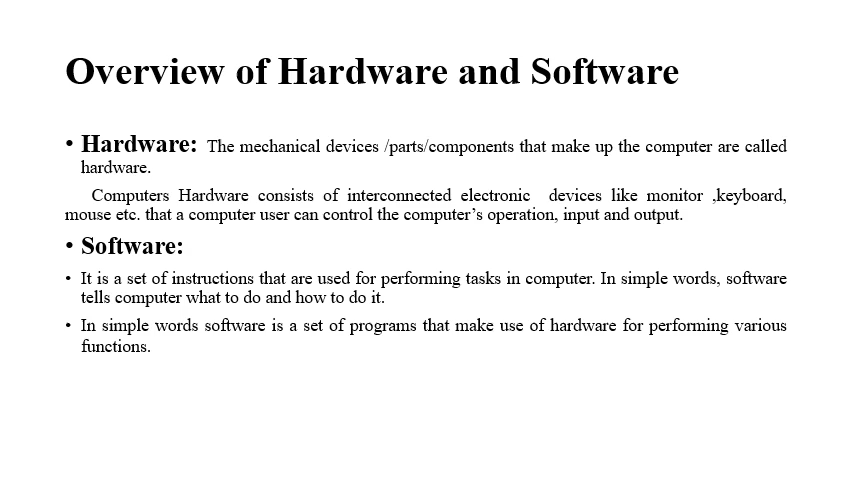 Overview of Hardware and Software
• Hardware: The mechanical devices /parts/components that make up the computer are called
hardware.
Computers Hardware consists of interconnected electronic devices like monitor ,keyboard,
mouse etc. that a computer user can control the computer’s operation, input and output.
• Software:
• It is a set of instructions that are used for performing tasks in computer. In simple words, software
tells computer what to do and how to do it.
• In simple words software is a set of programs that make use of hardware for performing various
functions.